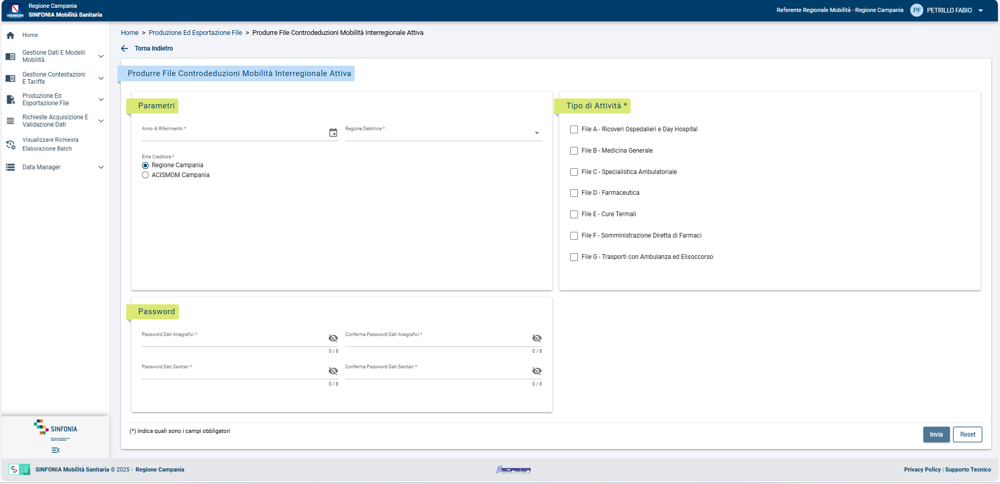 Regione Campania
SINFONIA Mobilità Sanitaria
Referente Regionale Mobilità - Regione Campania
PF
PETRILLO FABIO
Home
Gestione Dati E Modelli
Mobilità
Gestione Contestazioni
E Tariffe
Produzione Ed
Esportazione File
Richieste Acquisizione E
Validazione Dati
Visualizzare Richiesta
Elaborazione Batch
Data Manager
SINFONIA
Home > Produzione Ed Esportazione File > Produrre File Controdeduzioni Mobilità Interregionale Attiva
Torna Indietro
Produrre File Controdeduzioni Mobilità Interregionale Attiva
Parametri
Anno di Riferimento *
Regione Debitrice *
Ente Creditore *
Regione Campania
ACISMOM Campania
Tipo di Attività *
File A - Ricoveri Ospedalieri e Day Hospital
File B - Medicina Generale
File C - Specialistica Ambulatoriale
File D - Farmaceutica
File E - Cure Termali
File F - Somministrazione Diretta di Farmaci
File G - Trasporti con Ambulanza ed Elisoccorso
Password
Password Dati Anagrafici *
0 / 8
Conferma Password Dati Anagrafici *
0 / 8
Password Dati Sanitari *
0 / 8
Conferma Password Dati Sanitari *
0 / 8
(*) indica quali sono i campi obbligatori
Invia
Reset
SINFONIA Mobilità Sanitaria © 2025 - Regione Campania
SORESA
Privacy Policy | Supporto Tecnico